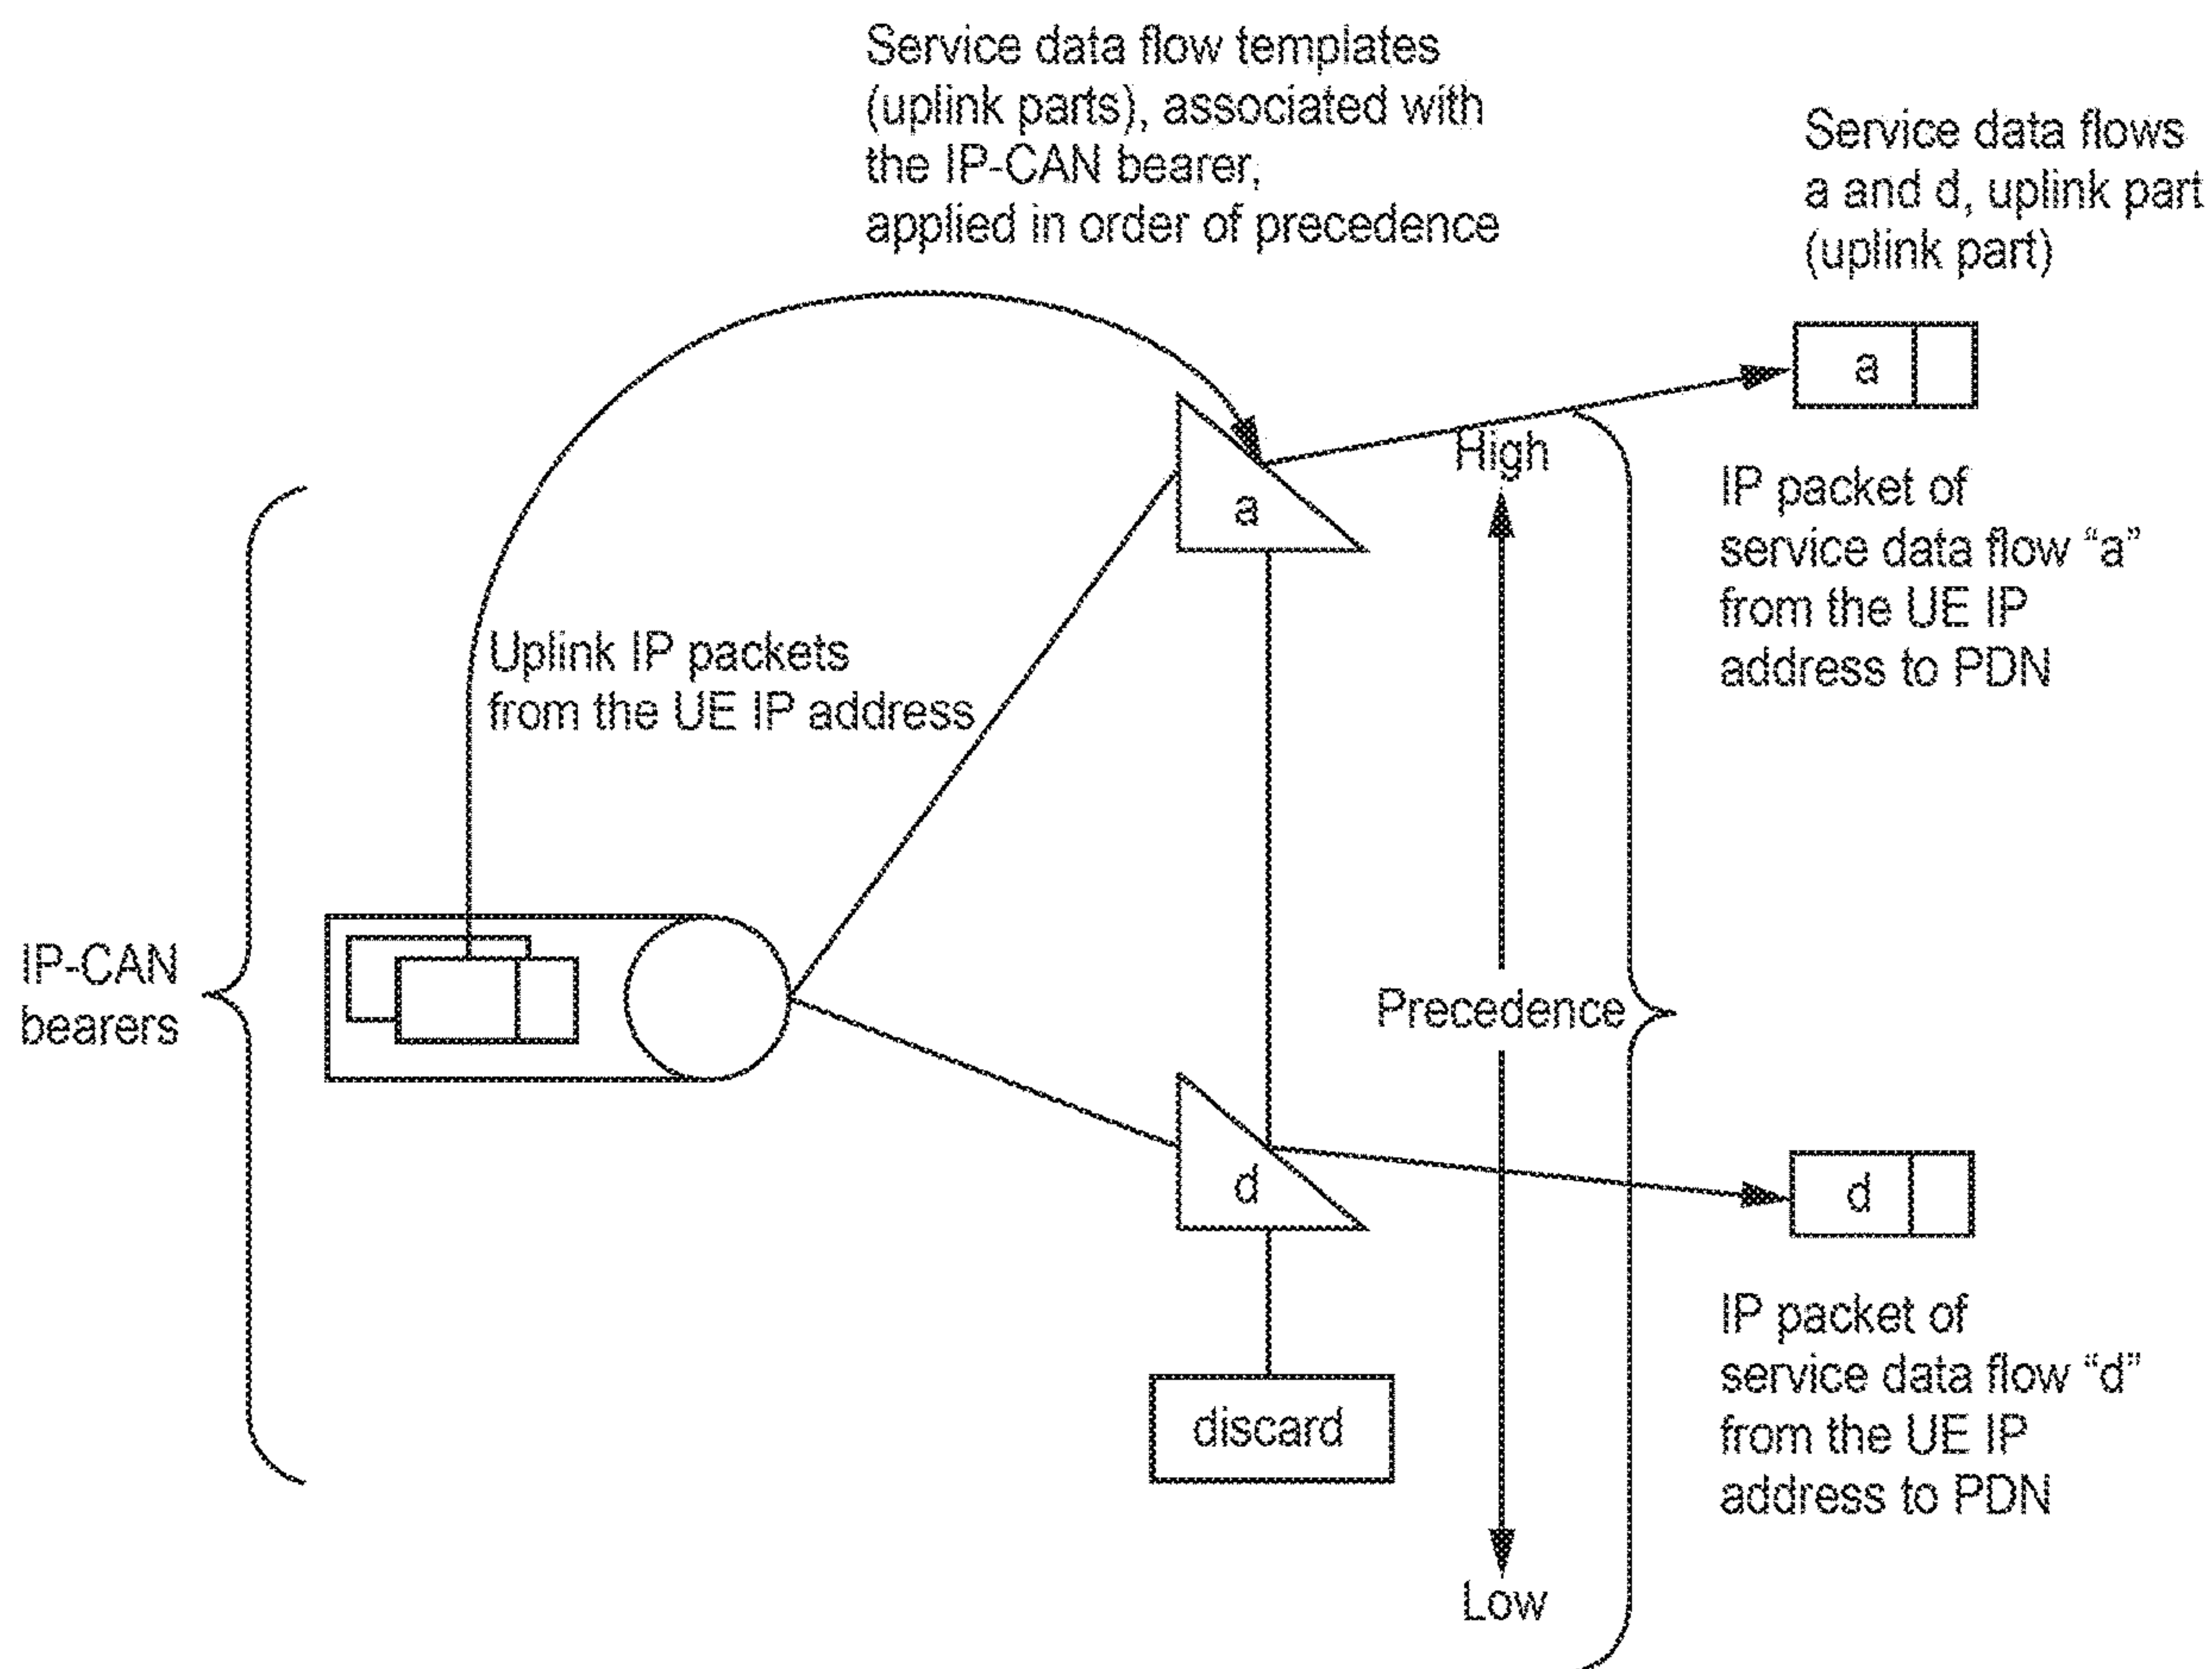 Service data flow templates
(uplink parts), associated with
the IP-CAN bearer,
applied in order of precedence
Service data flows
a and d, uplink part
(uplink part)
a
High
a
IP packet of
service data flow “a”
from the UE IP
address to PDN
Uplink IP packets
from the UE IP address
IP-CAN
bearers
Precedence
d
d
IP packet of
service data flow “d”
from the UE IP
address to PDN
discard
Low